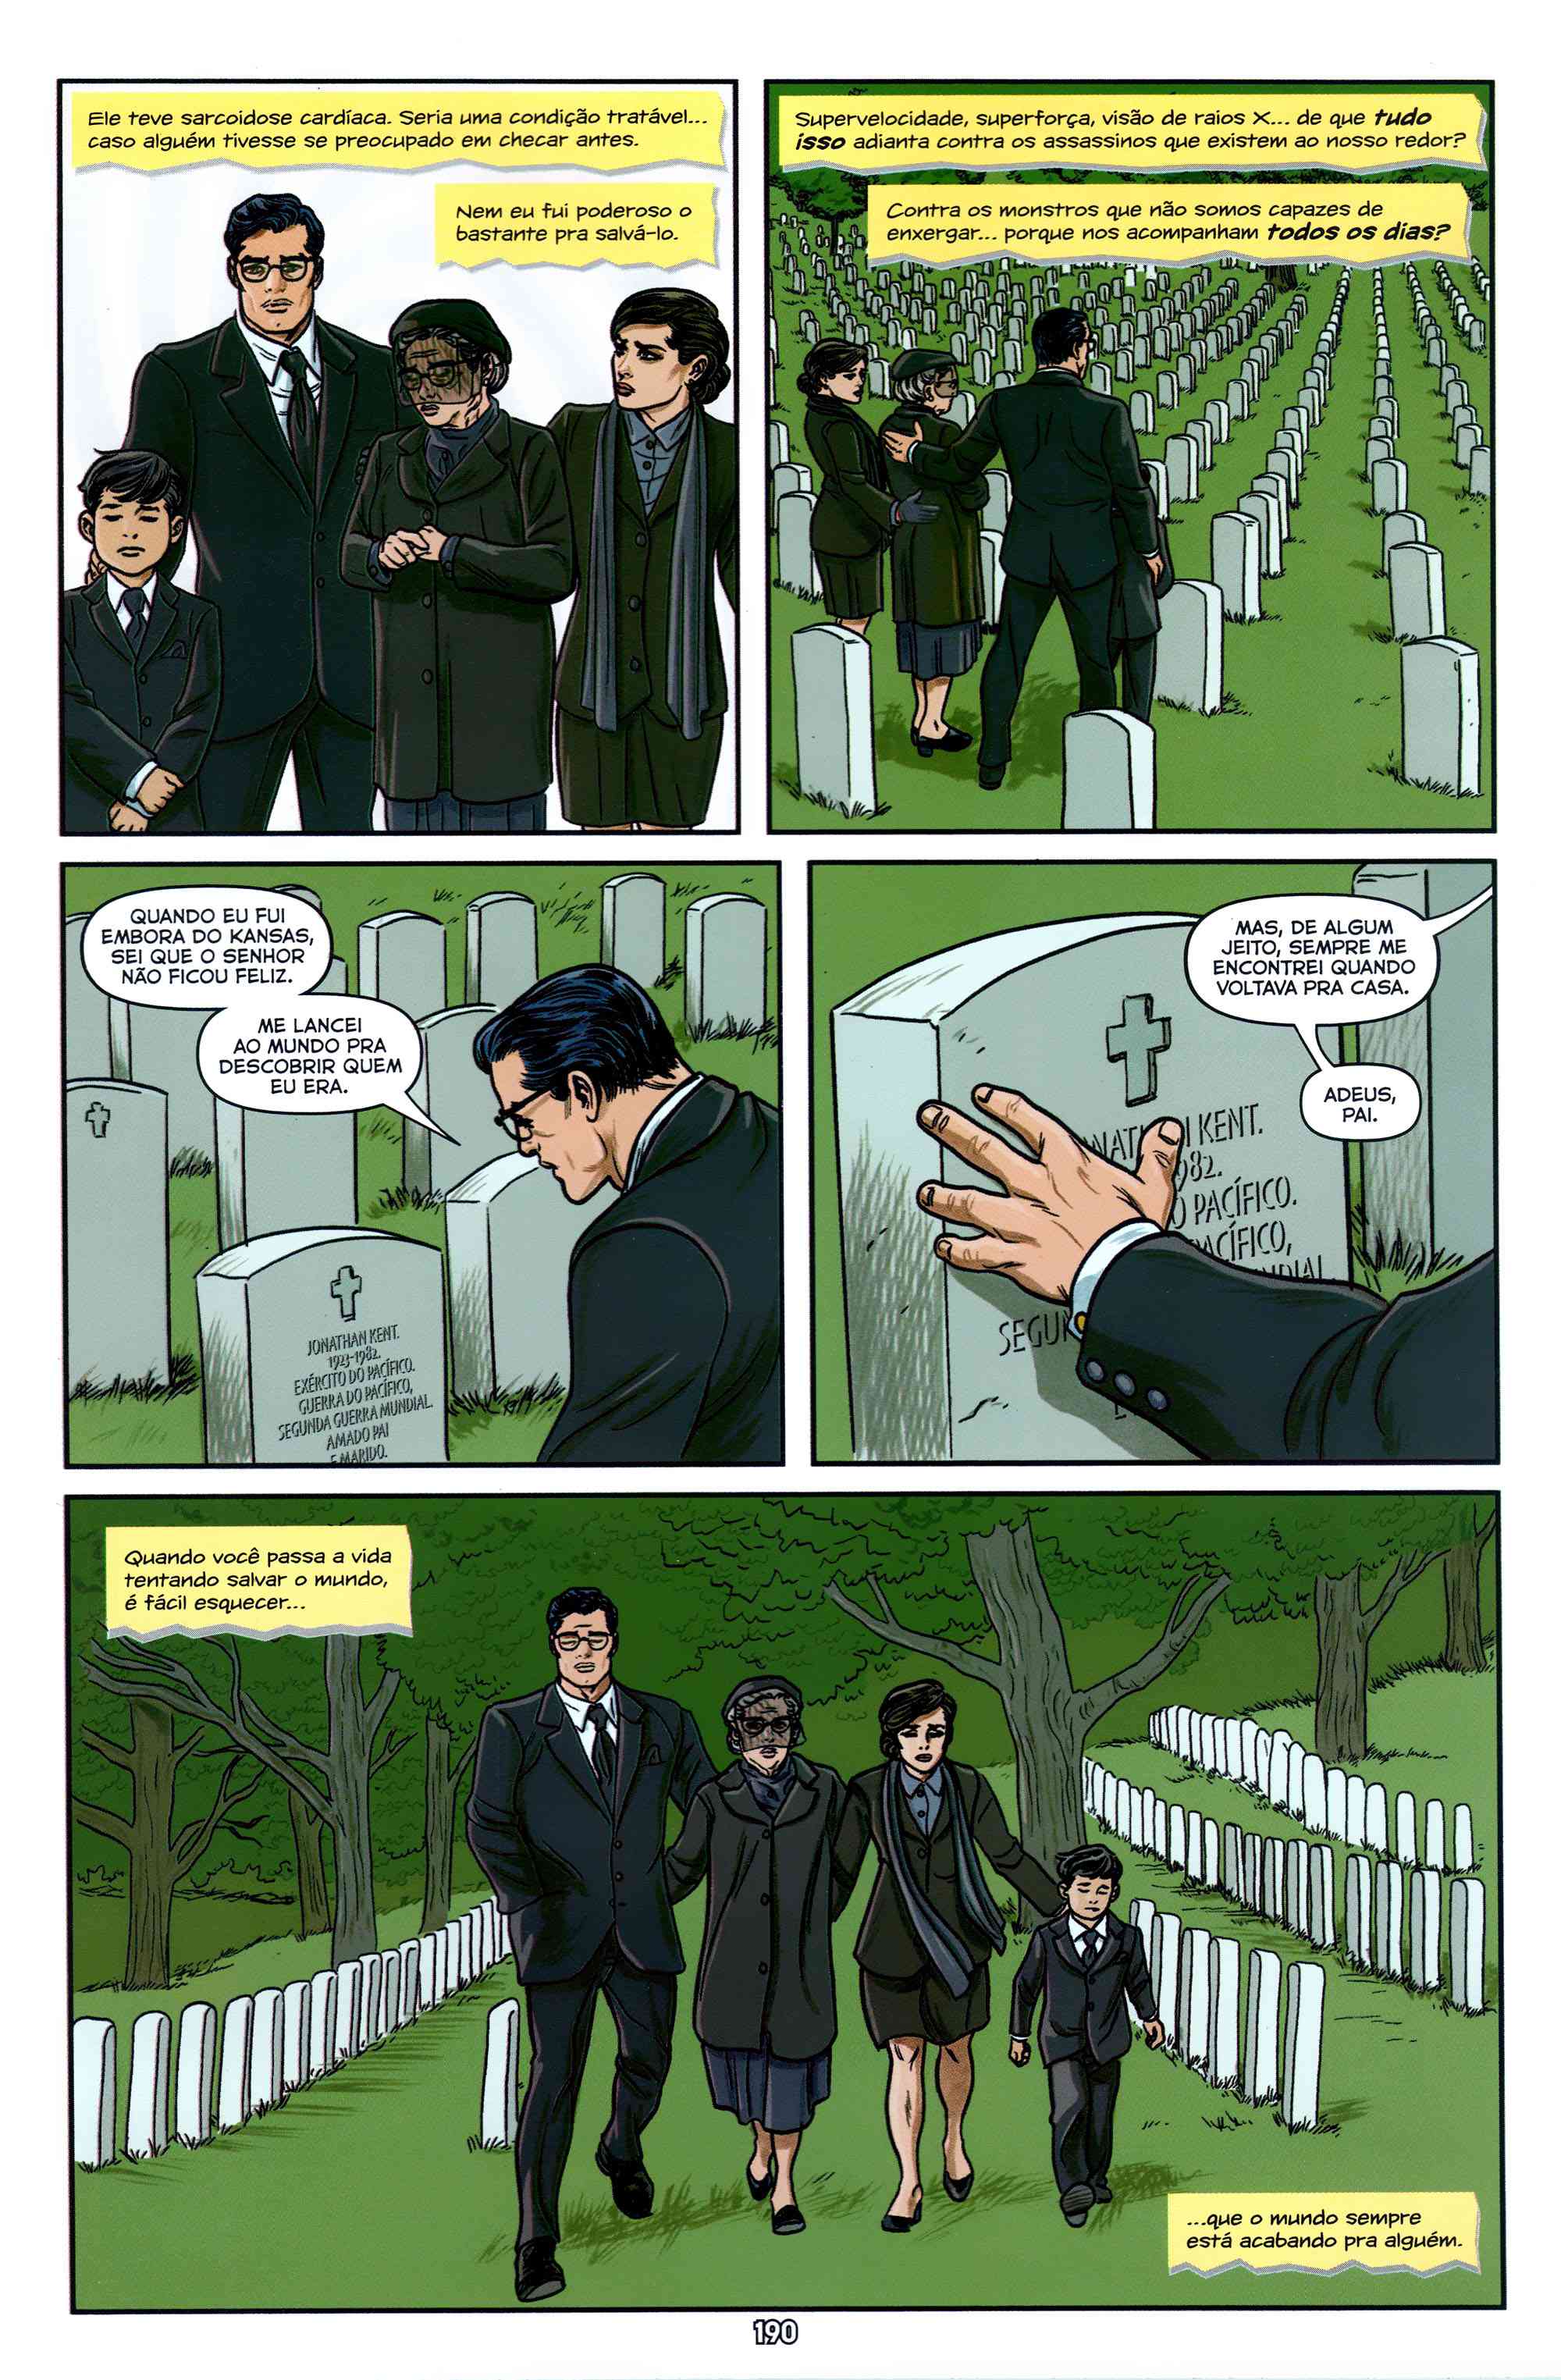 Ele teve sarcoidose cardíaca. Seria uma condição tratável...
caso alguém tivesse se preocupado em checar antes.
Nem eu fui poderoso o
bastante pra salvá-lo.
Supervelocidade, superforça, visão de raios X... de que tudo
isso adianta contra os assassinos que existem ao nosso redor?
Contra os monstros que não somos capazes de
enxergar... porque nos acompanham todos os dias?
QUANDO EU FUI
EMBORA DO KANSAS,
SEI QUE O SENHOR
NÃO FICOU FELIZ.
ME LANCEI
AO MUNDO PRA
DESCOBRIR QUEM
EU ERA.
JONATHAN KENT.
1923-1982.
EXÉRCITO DO PACÍFICO.
GUERRA DO PACÍFICO,
SEGUNDA GUERRA MUNDIAL.
AMADO PAI
E MARIDO.
MAS, DE ALGUM
JEITO, SEMPRE ME
ENCONTREI QUANDO
VOLTAVA PRA CASA.
ADEUS,
PAI.
KENT.
982.
O PACÍFICO.
ACÍFICO,
NDIAL
SEGUN
Quando você passa a vida
tentando salvar o mundo,
é fácil esquecer...
...que o mundo sempre
está acabando pra alguém.
190